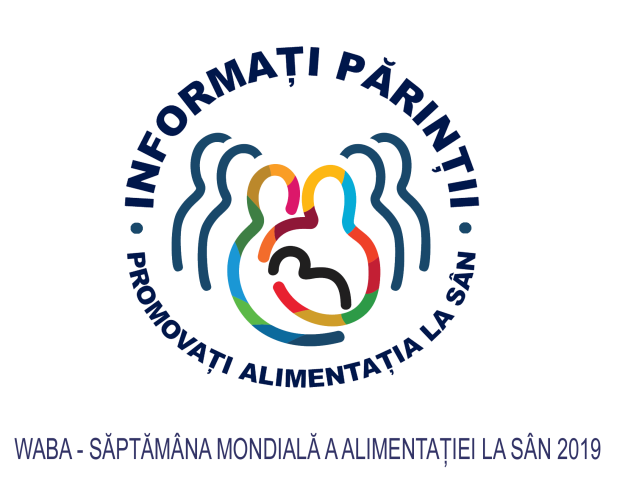 INFORMAȚI PĂRINȚII
• PROMOVAȚI ALIMENTAȚIA LA SÂN •
WABA - SĂPTĂMÂNA MONDIALĂ A ALIMENTAȚIEI LA SÂN 2019